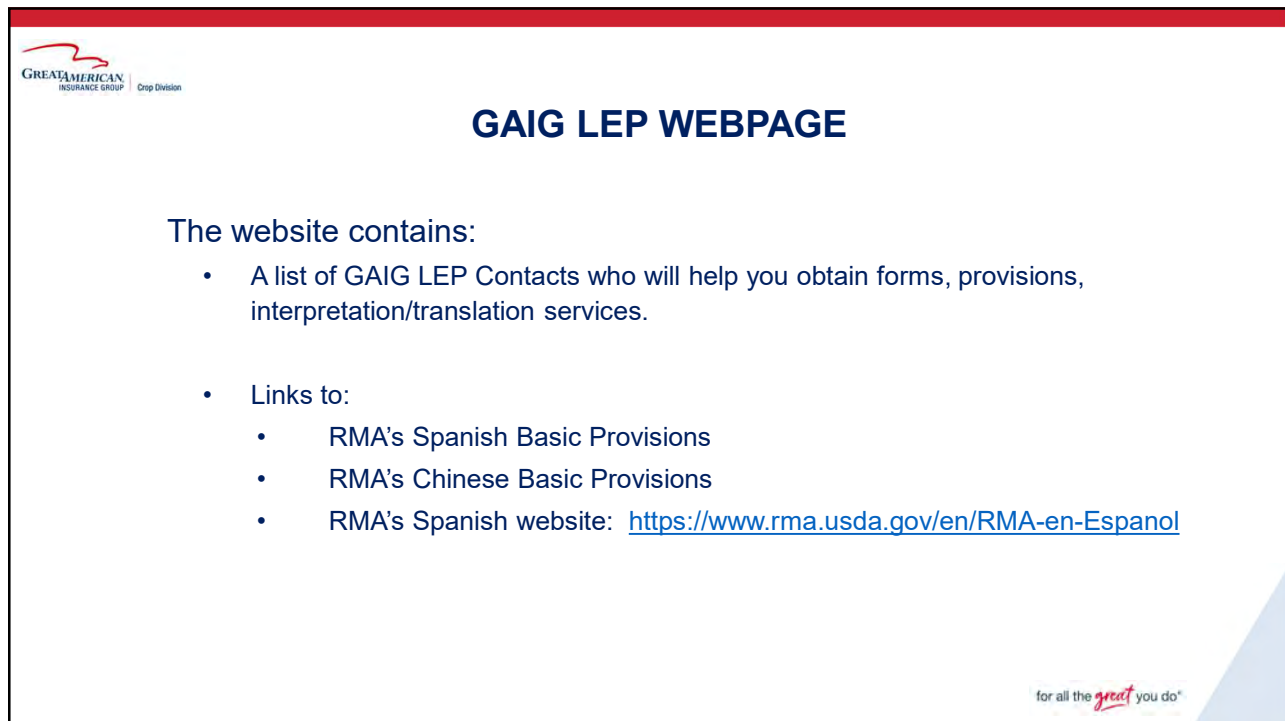 GREATAMERICAN.
INSURANCE GROUP
Crop Division
GAIG LEP WEBPAGE
The website contains:
• A list of GAIG LEP Contacts who will help you obtain forms, provisions,
interpretation/translation services.
• Links to:
• RMA’s Spanish Basic Provisions
• RMA’s Chinese Basic Provisions
• RMA’s Spanish website: https://www.rma.usda.gov/en/RMA-en-Espanol
for all the great you do®